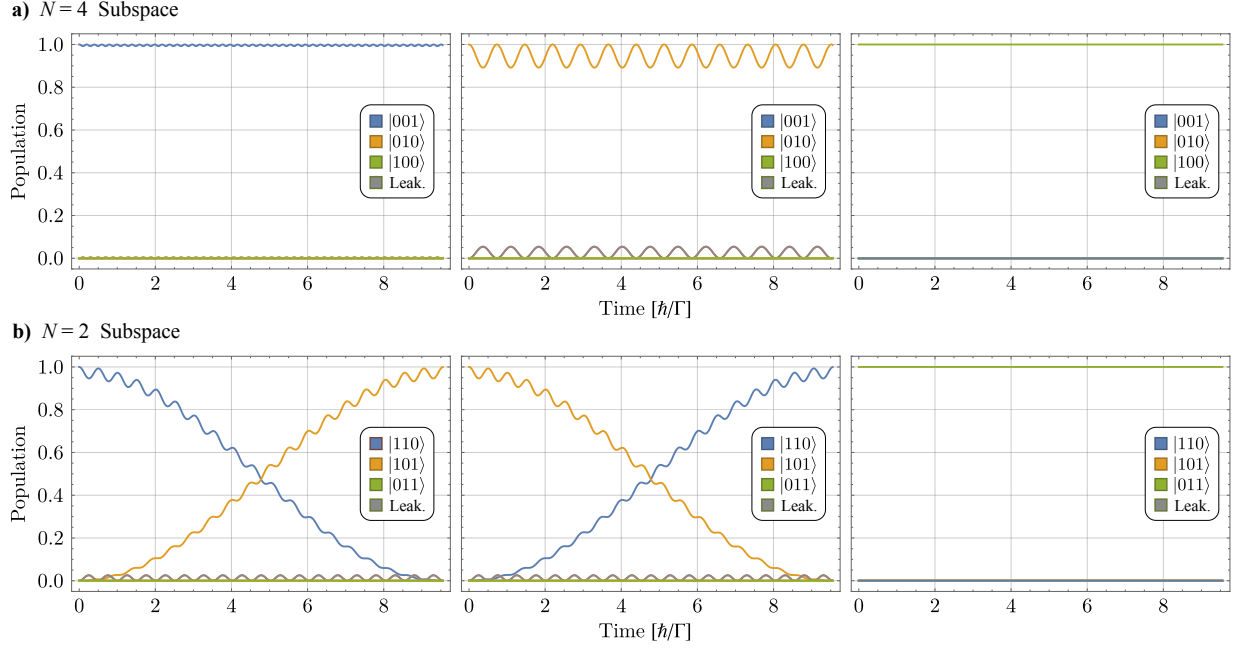 a) N = 4 Subspace
Population
1.0
0.8
0.6
0.4
0.2
0.0
|001⟩
|010⟩
|100⟩
Leak.
|001⟩
|010⟩
|100⟩
Leak.
|001⟩
|010⟩
|100⟩
Leak.
0 2 4 6 8
0 2 4 6 8
0 2 4 6 8
Time [ℏ/Γ]
b) N = 2 Subspace
Population
1.0
0.8
0.6
0.4
0.2
0.0
|110⟩
|101⟩
|011⟩
Leak.
|110⟩
|101⟩
|011⟩
Leak.
|110⟩
|101⟩
|011⟩
Leak.
0 2 4 6 8
0 2 4 6 8
0 2 4 6 8
Time [ℏ/Γ]